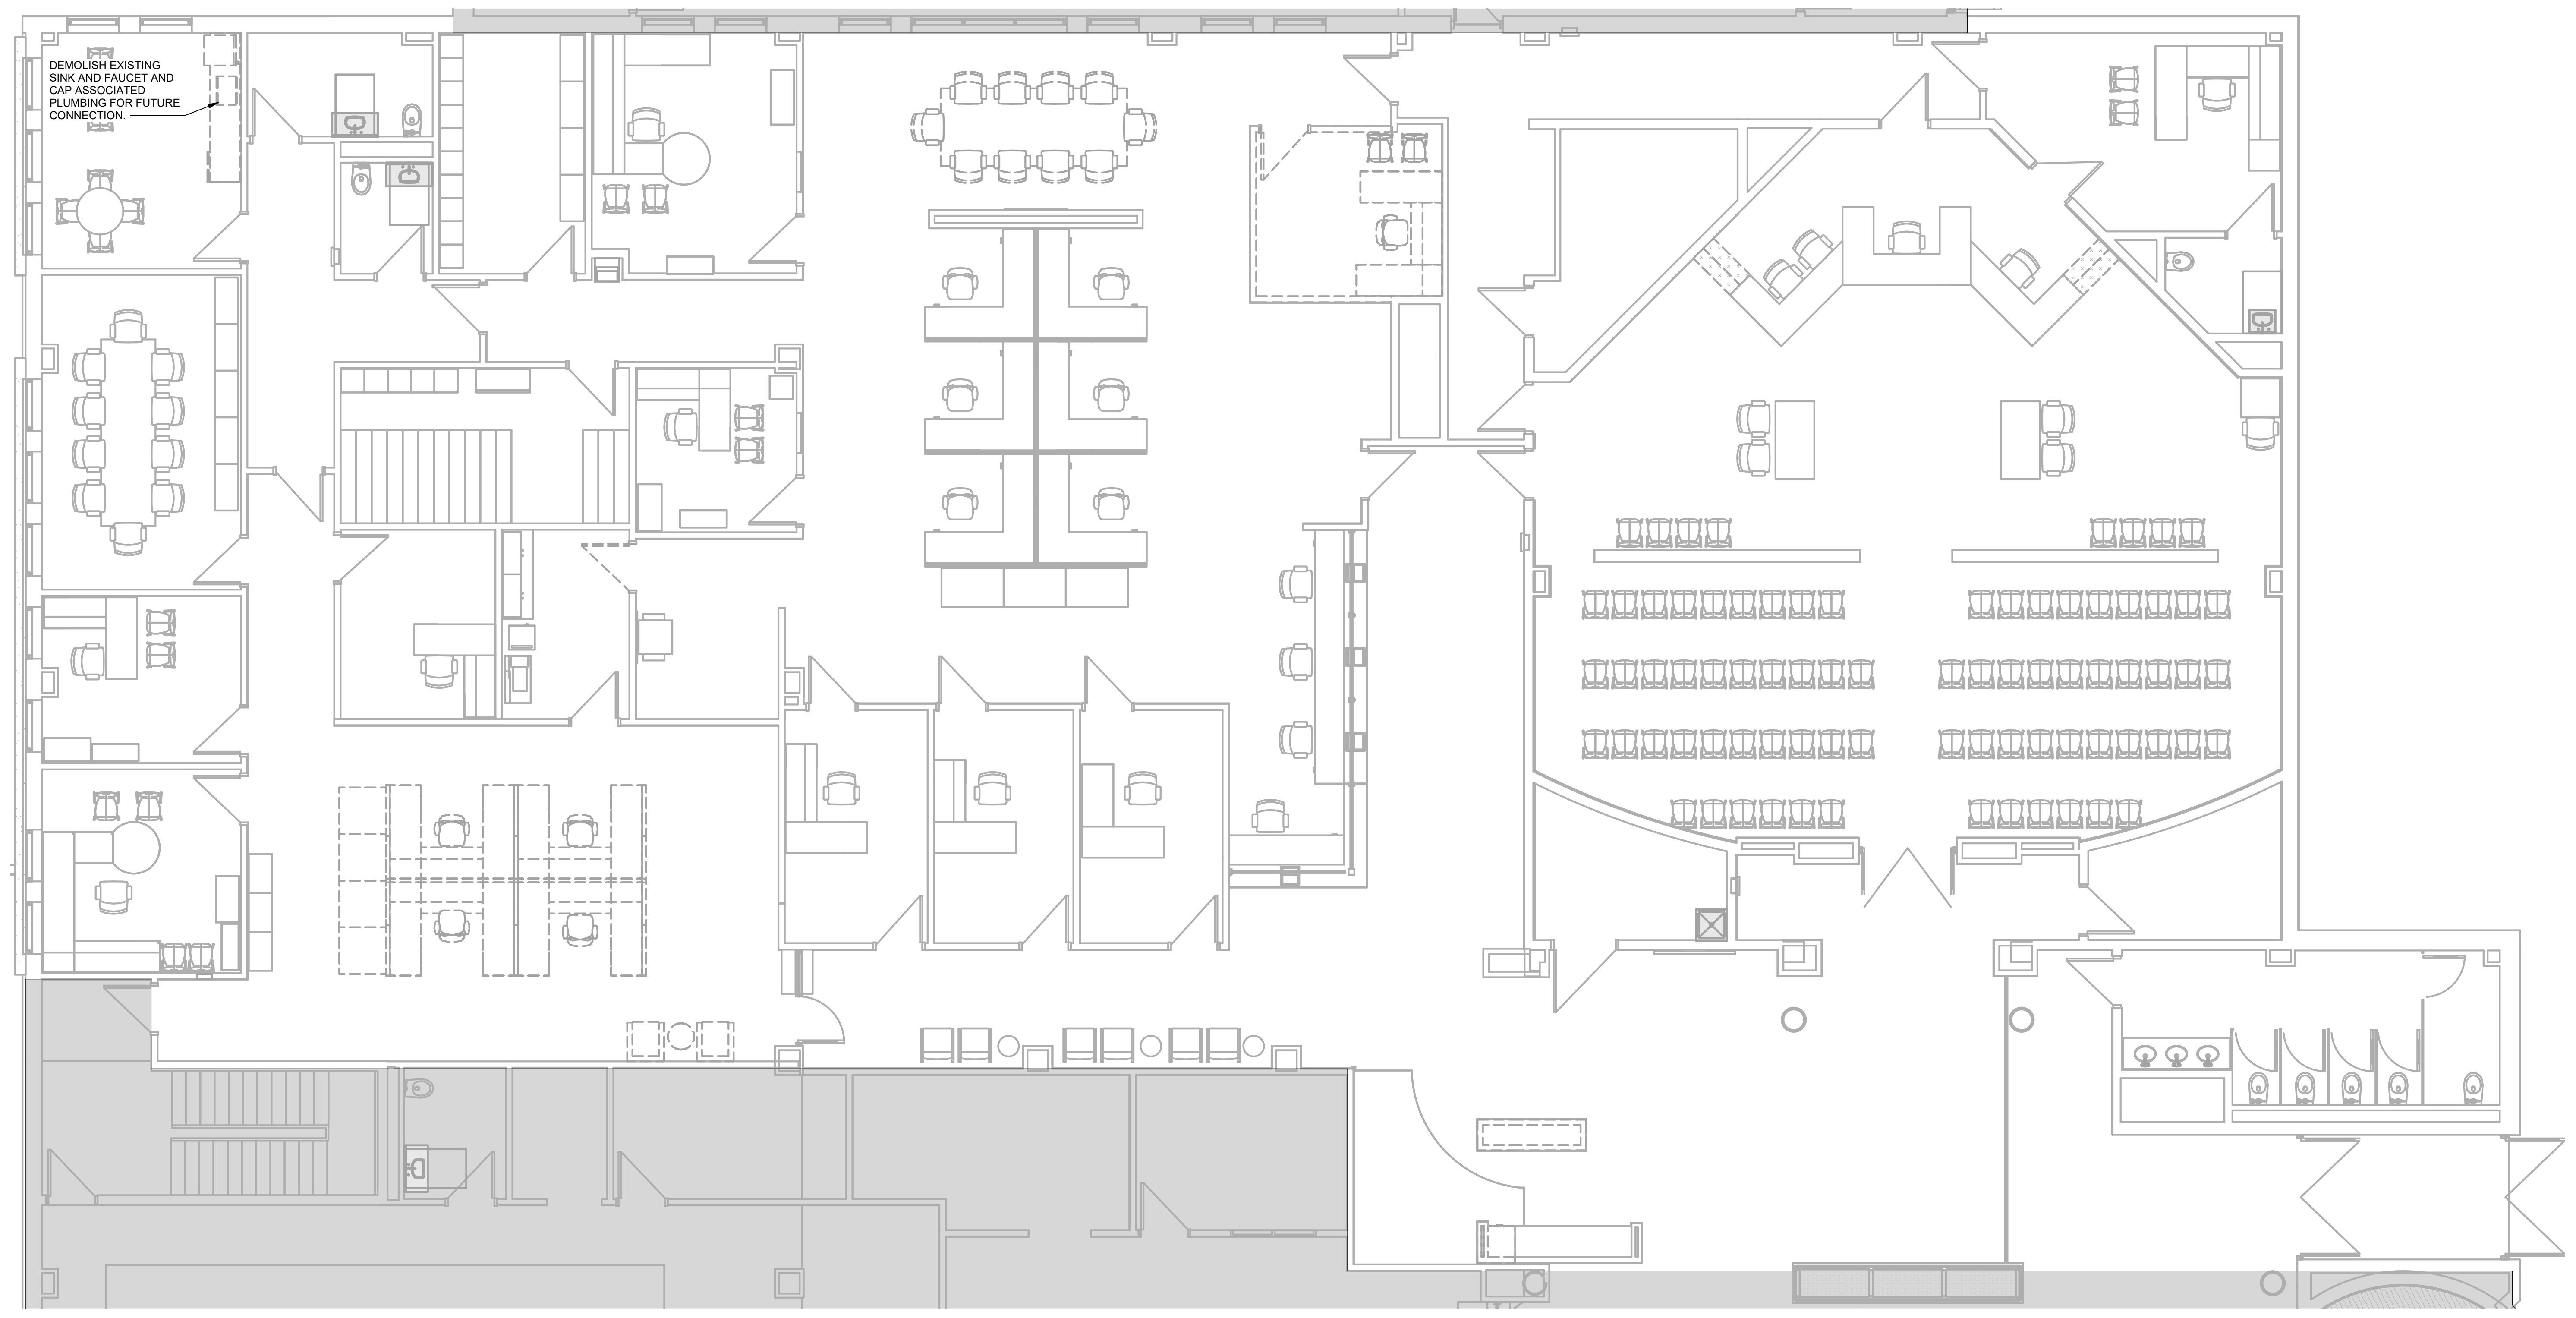 DEMOLISH EXISTING
SINK AND FAUCET AND
CAP ASSOCIATED
PLUMBING FOR FUTURE
CONNECTION.